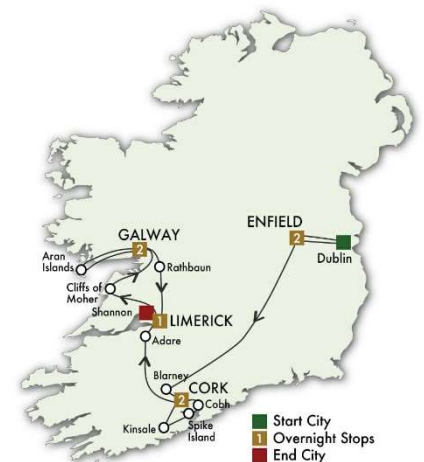 ENFIELD
2
Dublin
GALWAY
2
Aran
Islands
Rathbaun
Cliffs of
Moher
Shannon
1 LIMERICK
Adare
Blarney
CORK
2
Cobh
Spike
Island
Kinsale
Start City
1 Overnight Stops
End City